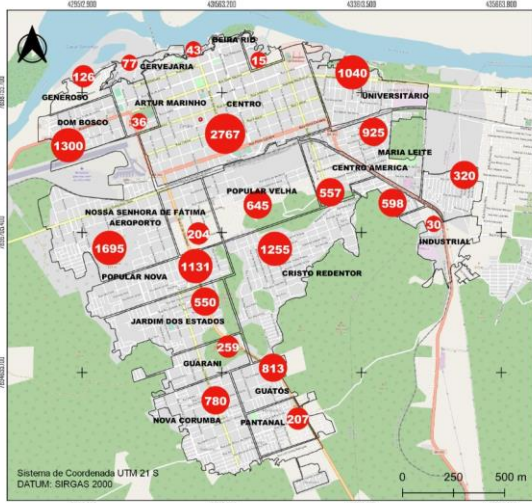 BEIRA RIO
43
15
77
CERVEJARIA
126
1040
GENEROSO
UNIVERSITÁRIO
ARTUR MARINHO
CENTRO
DOM BOSCO
36
925
2767
1300
MARIA LEITE
CENTRO AMERICA
320
POPULAR VELHA
557
645
598
NOSSA SENHORA DE FÁTIMA
AEROPORTO
204
30
INDUSTRIAL
1695
1255
1131
CRISTO REDENTOR
POPULAR NOVA
550
JARDIM DOS ESTADOS
259
GUARANI
813
GUATÓS
780
207
NOVA CORUMBA
PANTANAL
Sistema de Coordenada UTM 21 S
DATUM: SIRGAS 2000
0 250 500 m